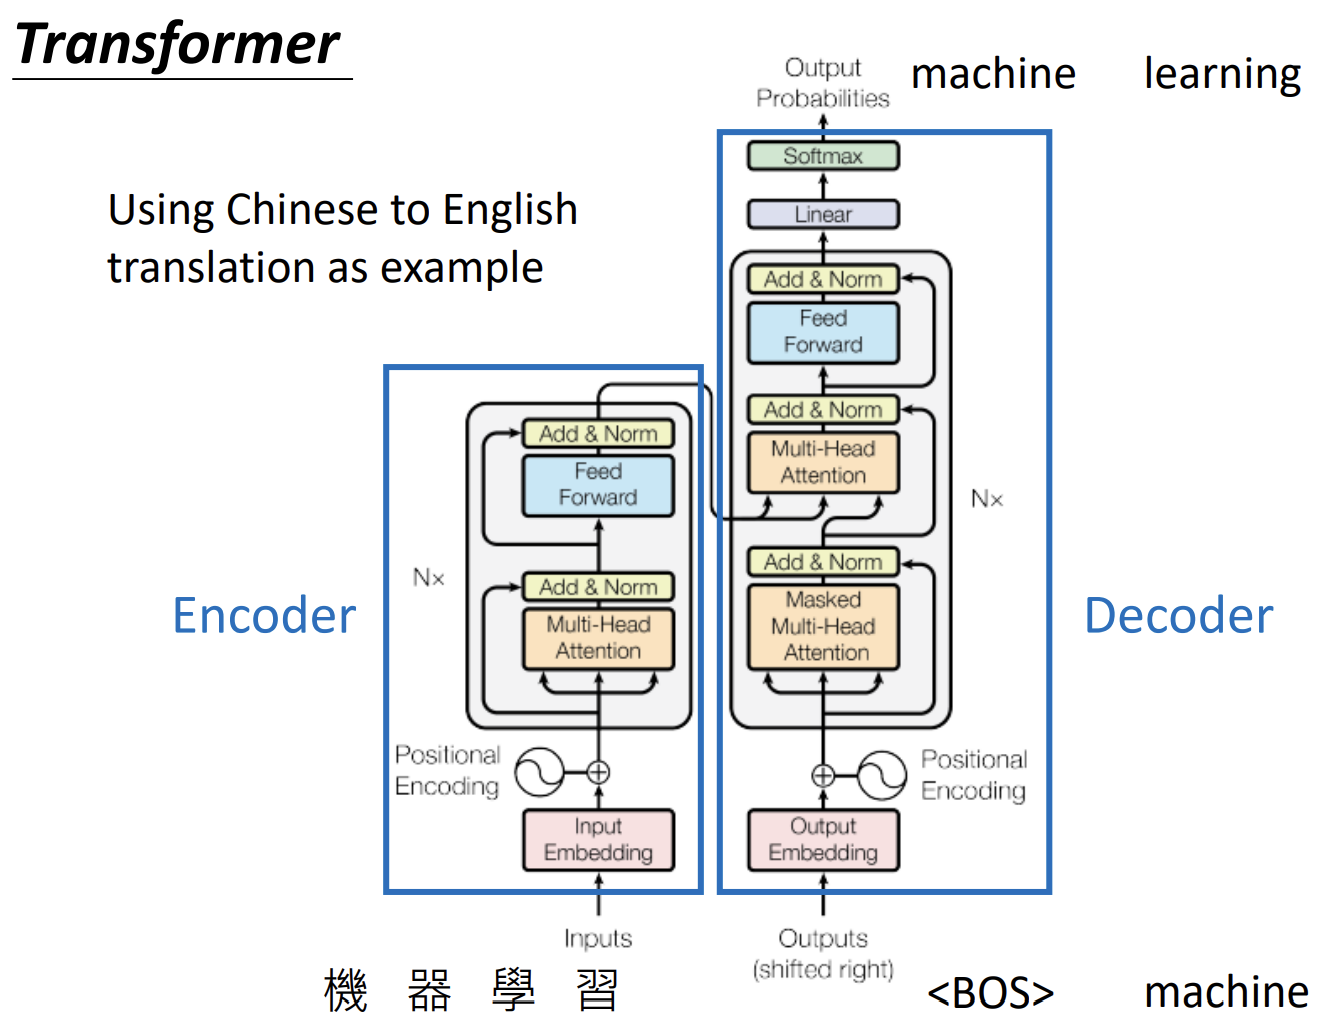 Transformer
Using Chinese to English
translation as example
Encoder
Nx
Add & Norm
Feed
Forward
Add & Norm
Multi-Head
Attention
Positional
Encoding
Input
Embedding
Inputs
機 器 學 習
Output
Probabilities
machine learning
Softmax
Linear
Add & Norm
Feed
Forward
Add & Norm
Multi-Head
Attention
Nx
Add & Norm
Masked
Multi-Head
Attention
Decoder
Positional
Encoding
Output
Embedding
Outputs
(shifted right)
<BOS> machine